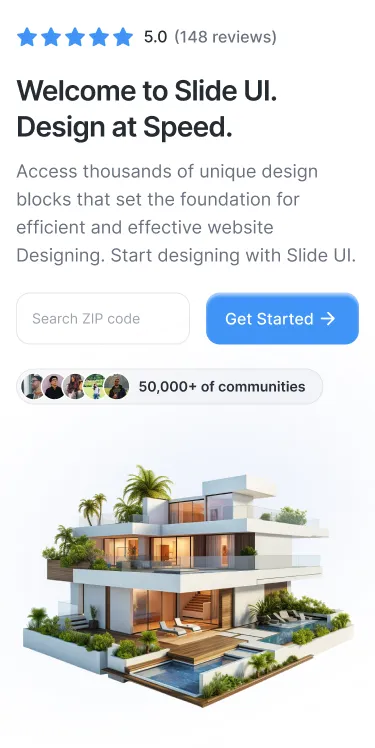 5.0 (148 reviews)
Welcome to Slide UI.
Design at Speed.
Access thousands of unique design
blocks that set the foundation for
efficient and effective website
Designing. Start designing with Slide UI.
Search ZIP code
Get Started
50,000+ of communities